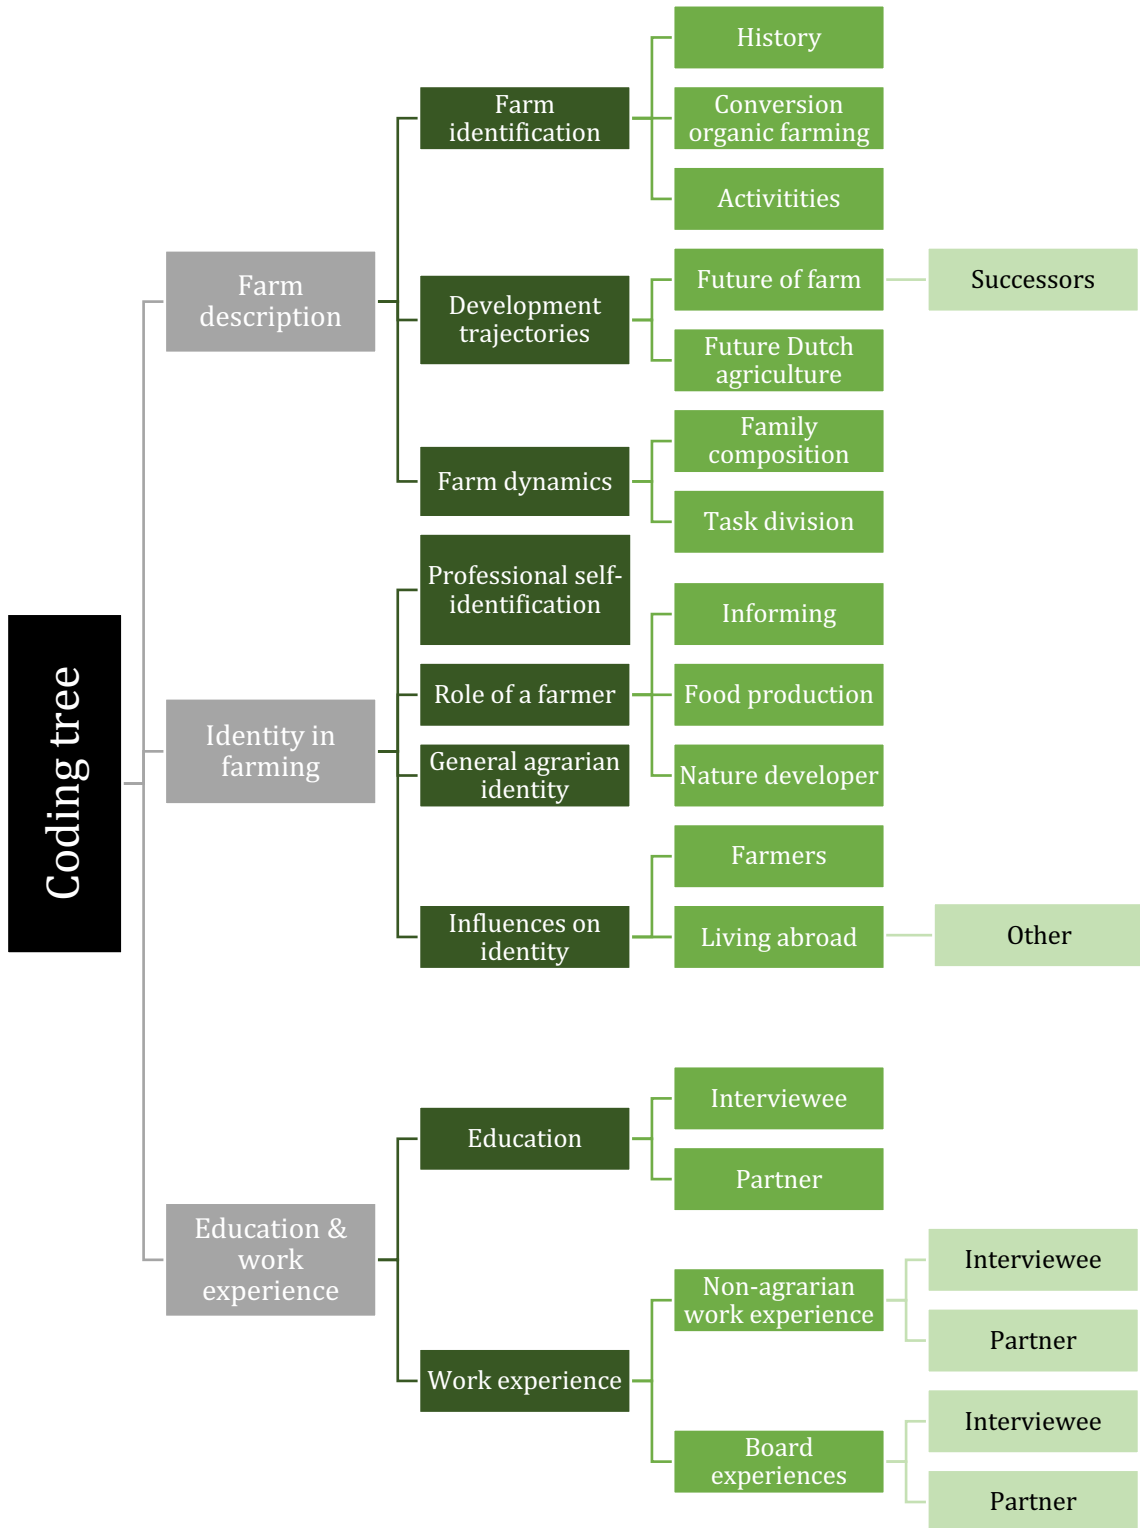 Coding tree
Farm
description
Farm
identification
History
Conversion
organic farming
Activitities
Development
trajectories
Future of farm
Successors
Future Dutch
agriculture
Farm dynamics
Family
composition
Task division
Identity in
farming
Professional self-
identification
Role of a farmer
Informing
Food production
Nature developer
General agrarian
identity
Influences on
identity
Farmers
Living abroad
Other
Education &
work
experience
Education
Interviewee
Partner
Work experience
Non-agrarian
work experience
Interviewee
Partner
Board
experiences
Interviewee
Partner